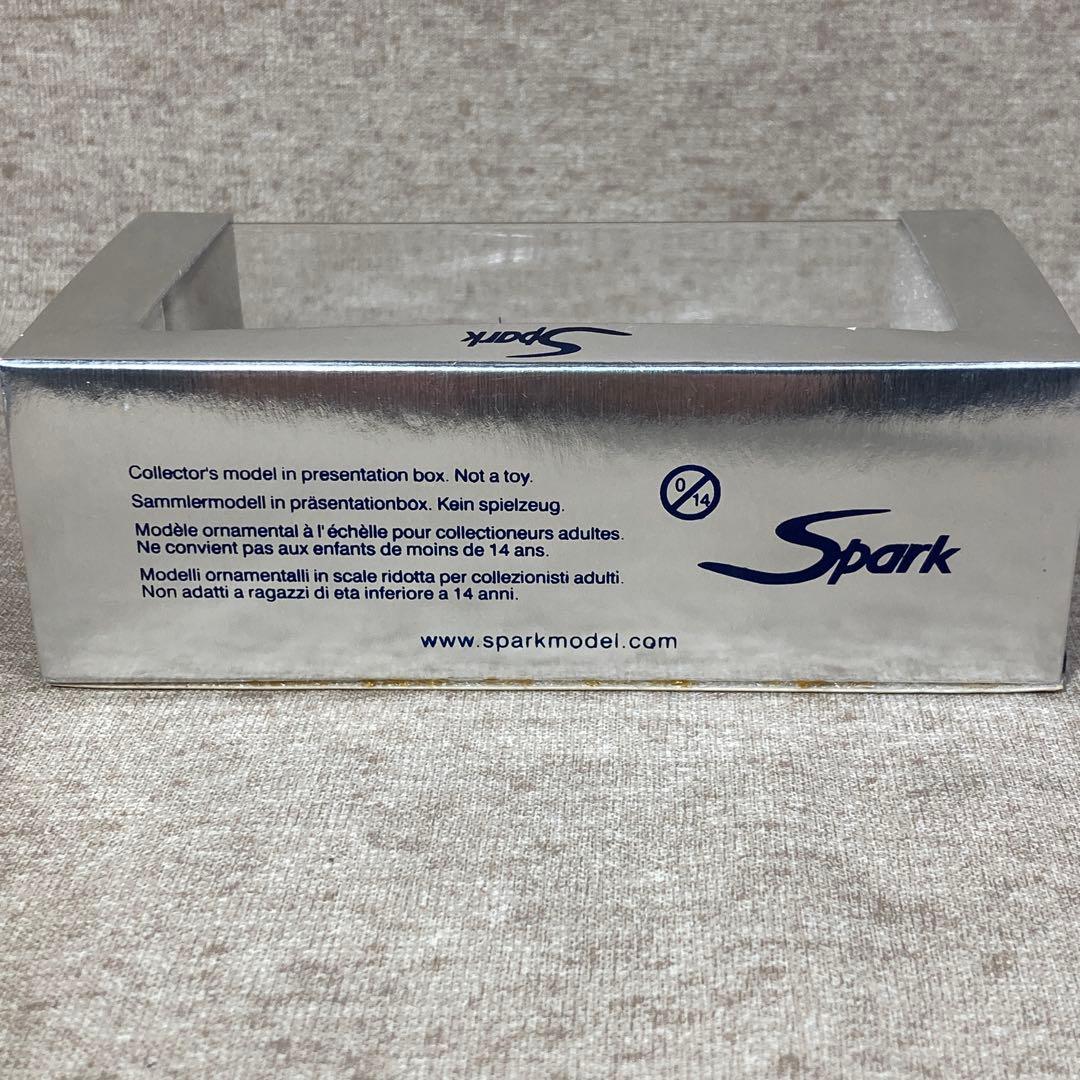 Spark
Collector's model in presentation box. Not a toy.
Sammlermodell in präsentationbox. Kein spielzeug.
Modèle ornamental à l'échèlle pour collectioneurs adultes.
Ne convient pas aux enfants de moins de 14 ans.
Modelli ornamentalli in scale ridotta per collezionisti adulti.
Non adatti a ragazzi di eta inferiore a 14 anni.
0
14
Spark
www.sparkmodel.com